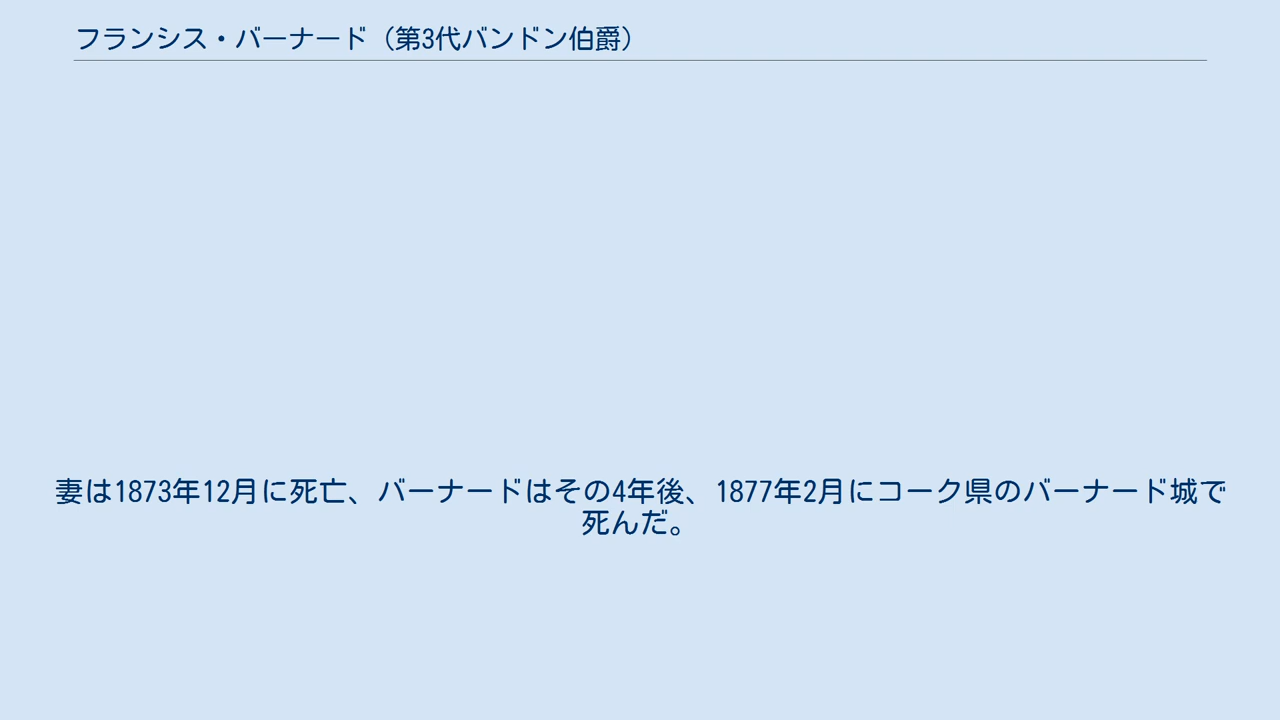 フランシス・バーナード（第3代バンドン伯爵）
妻は1873年12月に死亡、バーナードはその4年後、1877年2月にコーク県のバーナード城で
死んだ。